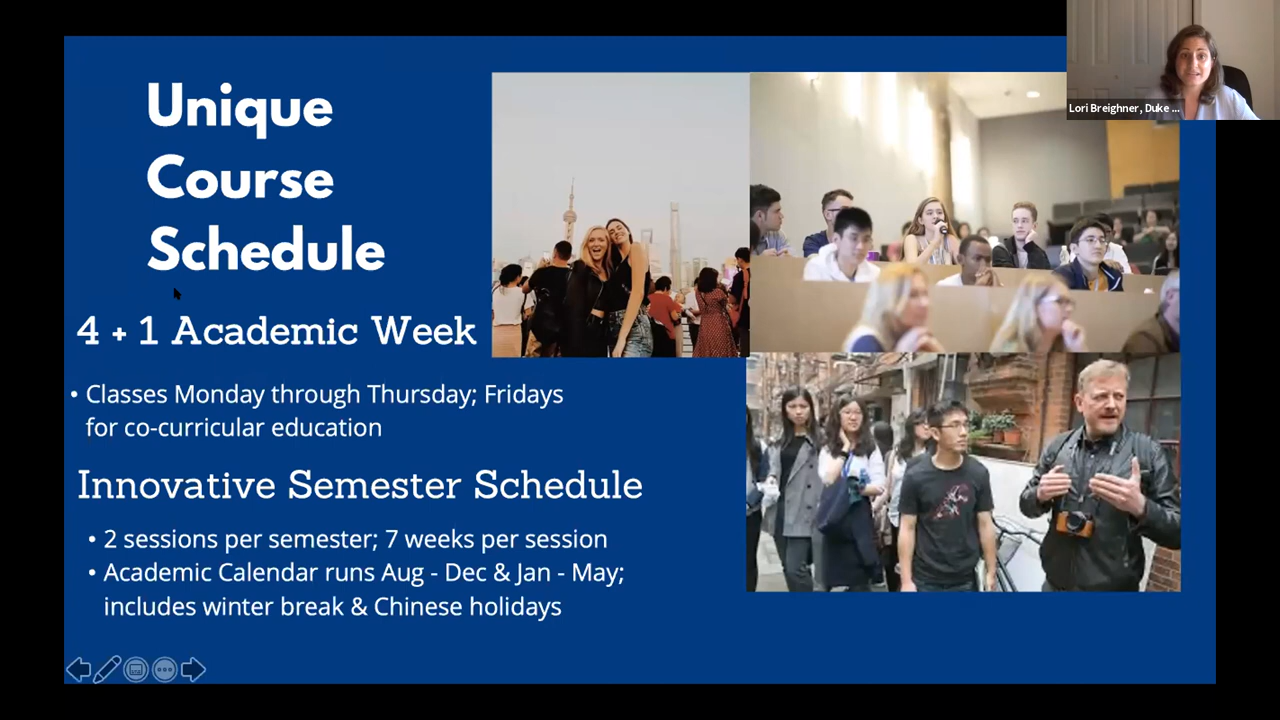 Unique
Course
Schedule
4 + 1 Academic Week
• Classes Monday through Thursday; Fridays
for co-curricular education
Innovative Semester Schedule
• 2 sessions per semester; 7 weeks per session
• Academic Calendar runs Aug - Dec & Jan - May;
includes winter break & Chinese holidays
Lori Breighner, Duke ...